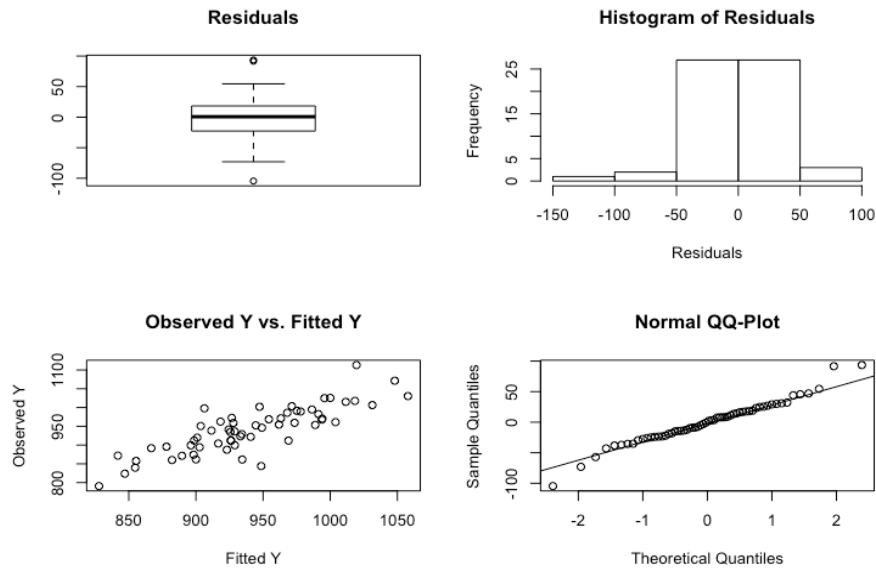 Residuals
50
0
-100
Histogram of Residuals
Frequency
25
15
5
0
-150 -100 -50 0 50 100
Residuals
Observed Y vs. Fitted Y
Observed Y
1100
950
800
850 900 950 1000 1050
Fitted Y
Normal QQ-Plot
Sample Quantiles
50
0
-100
-2 -1 0 1 2
Theoretical Quantiles